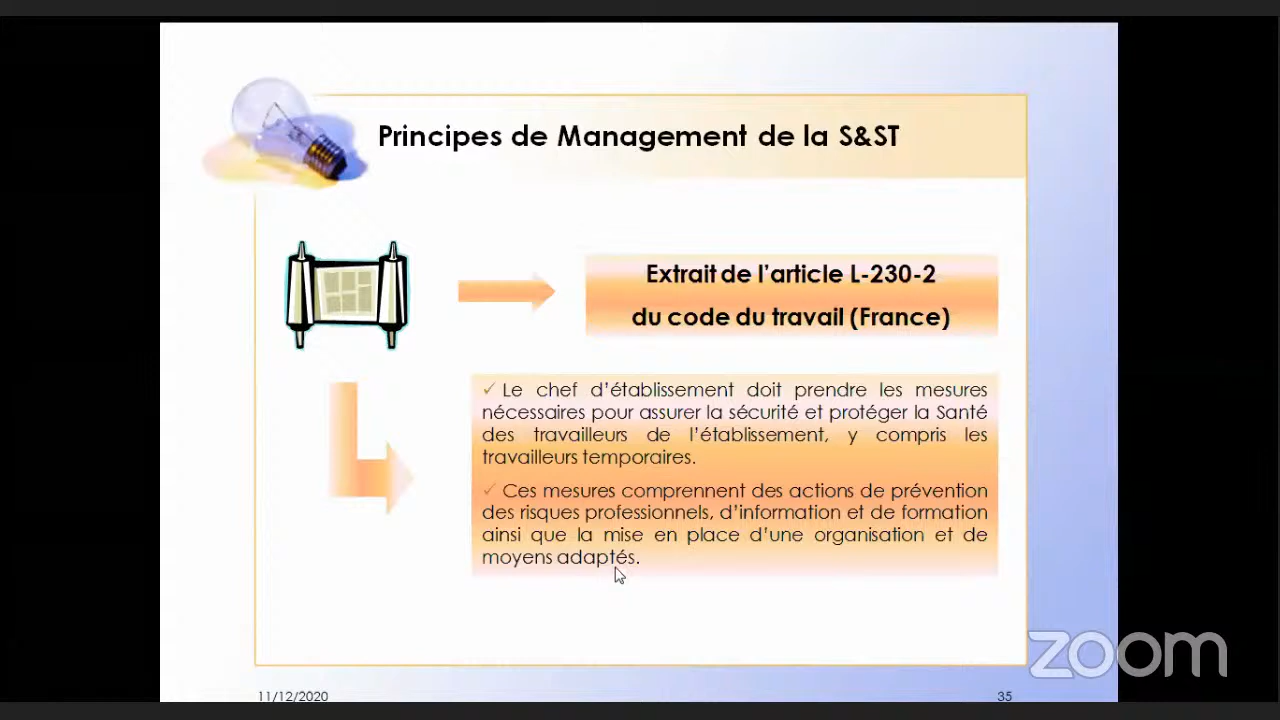 Principes de Management de la S&ST
Extrait de l’article L-230-2
du code du travail (France)
✓ Le chef d’établissement doit prendre les mesures
nécessaires pour assurer la sécurité et protéger la Santé
des travailleurs de l’établissement, y compris les
travailleurs temporaires.
✓ Ces mesures comprennent des actions de prévention
des risques professionnels, d’information et de formation
ainsi que la mise en place d’une organisation et de
moyens adaptés.
zoom
11/12/2020
35